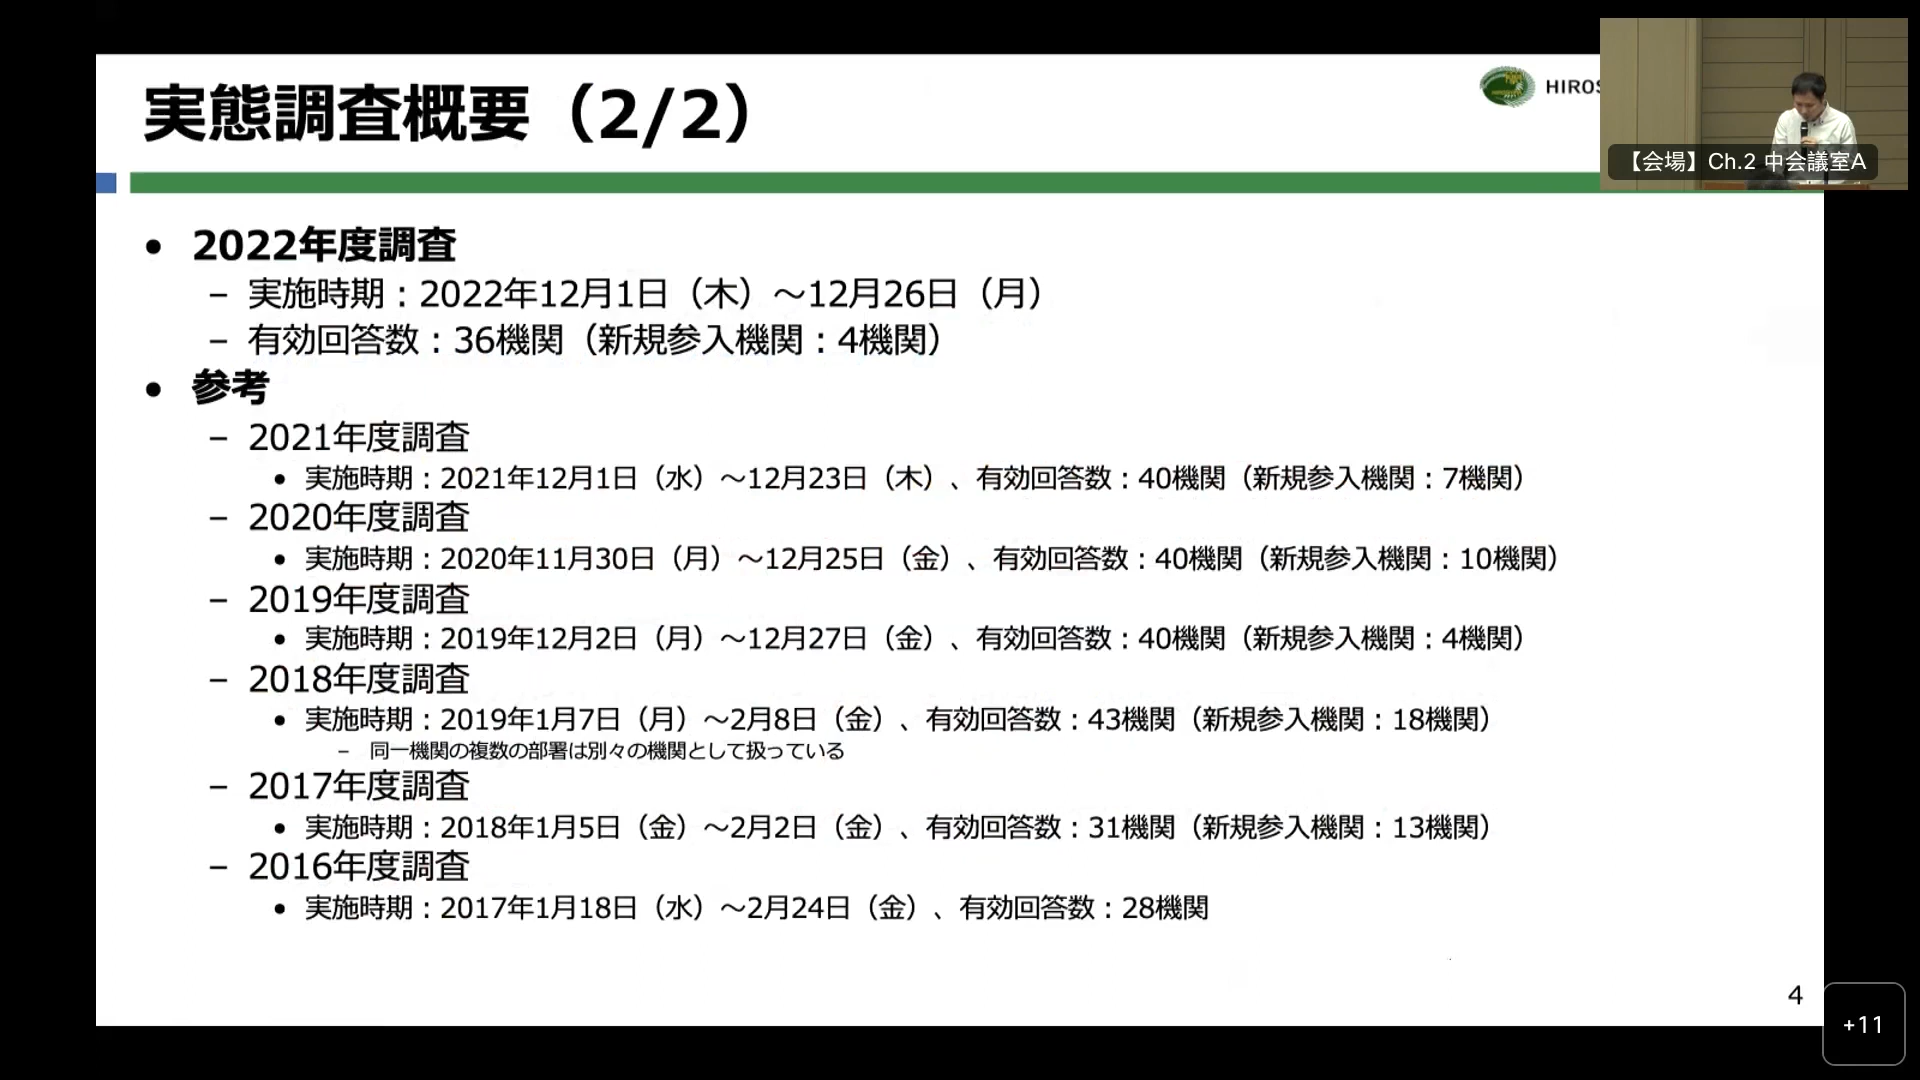 実態調査概要（2/2）
HIROS
【会場】Ch.2 中会議室A
• 2022年度調査
– 実施時期：2022年12月1日（木）～12月26日（月）
– 有効回答数：36機関（新規参入機関：4機関）
• 参考
– 2021年度調査
• 実施時期：2021年12月1日（水）～12月23日（木）、有効回答数：40機関（新規参入機関：7機関）
– 2020年度調査
• 実施時期：2020年11月30日（月）～12月25日（金）、有効回答数：40機関（新規参入機関：10機関）
– 2019年度調査
• 実施時期：2019年12月2日（月）～12月27日（金）、有効回答数：40機関（新規参入機関：4機関）
– 2018年度調査
• 実施時期：2019年1月7日（月）～2月8日（金）、有効回答数：43機関（新規参入機関：18機関）
– 同一機関の複数の部署は別々の機関として扱っている
– 2017年度調査
• 実施時期：2018年1月5日（金）～2月2日（金）、有効回答数：31機関（新規参入機関：13機関）
– 2016年度調査
• 実施時期：2017年1月18日（水）～2月24日（金）、有効回答数：28機関
4
+11